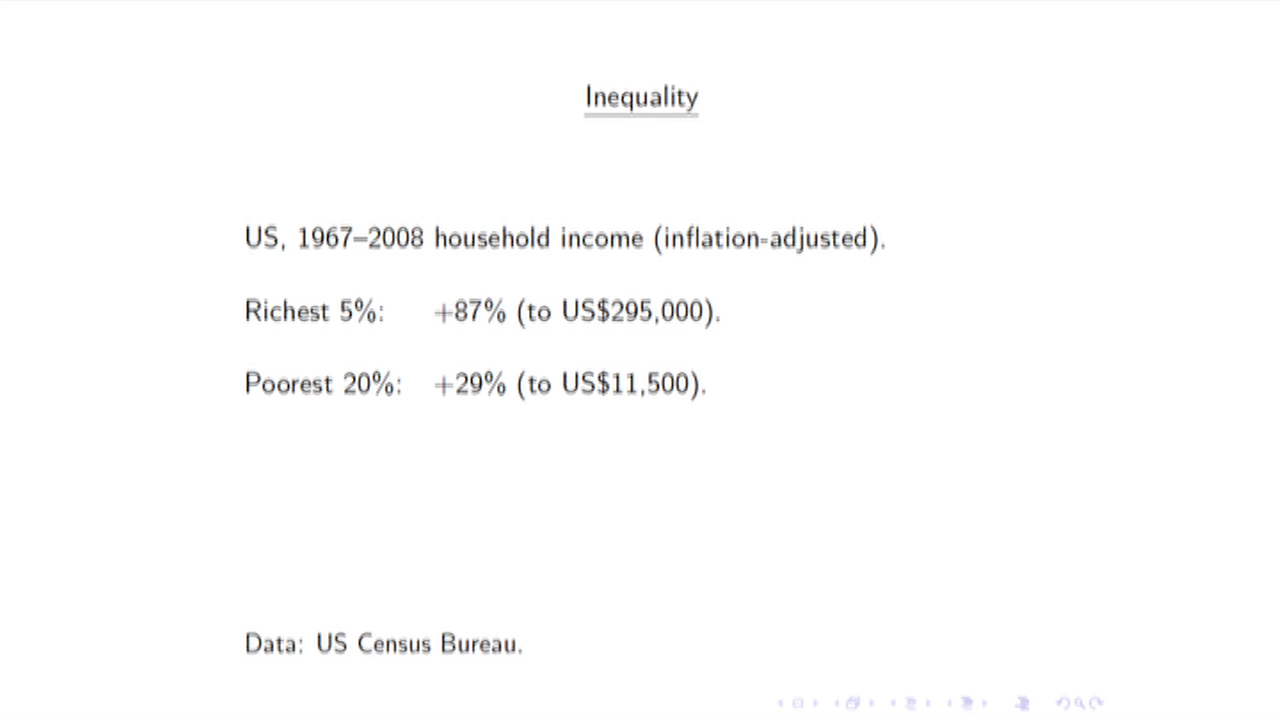 Inequality
US, 1967–2008 household income (inflation-adjusted).
Richest 5%: +87% (to US$295,000).
Poorest 20%: +29% (to US$11,500).
Data: US Census Bureau.